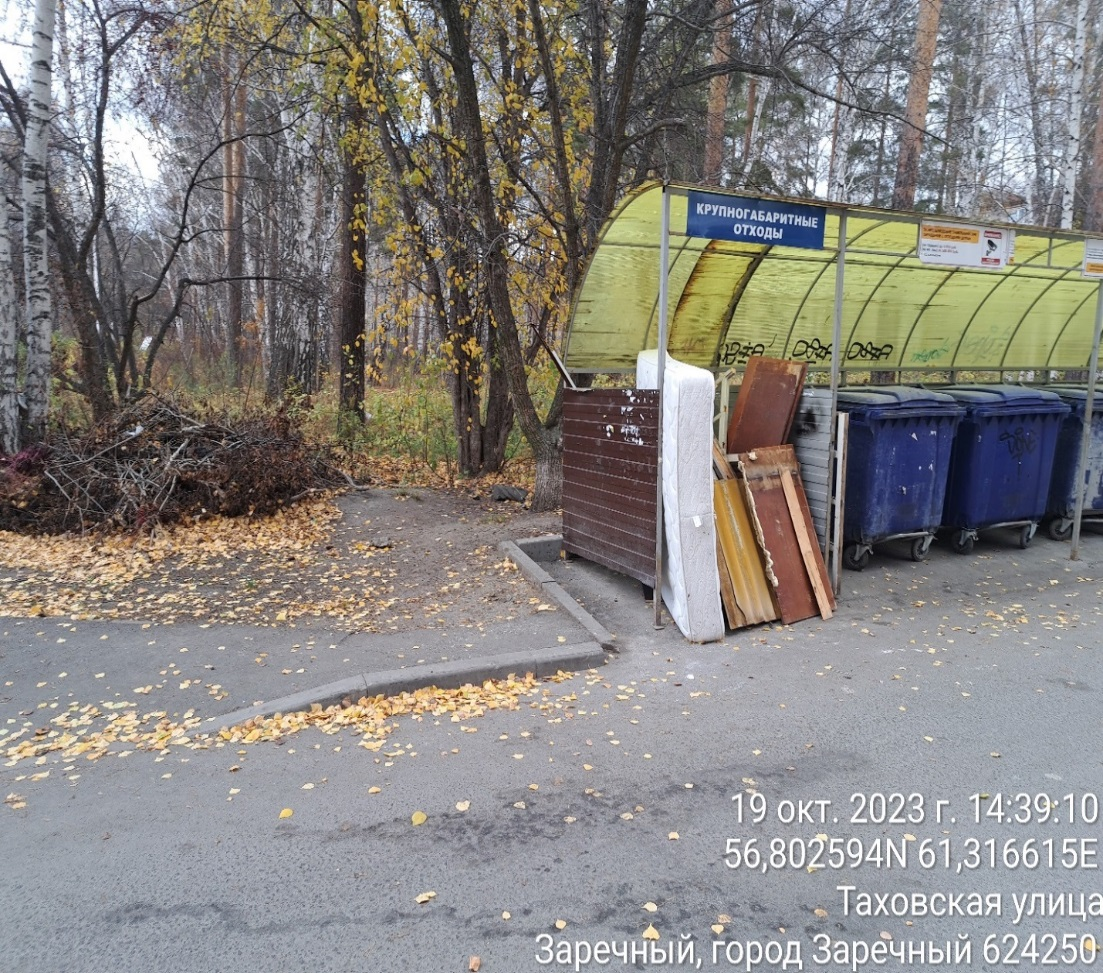 КРУПНОГАБАРИТНЫЕ
ОТХОДЫ
19 окт. 2023 г. 14:39:10
56,802594N 61,316615E
Таховская улица
Заречный, город Заречный 624250